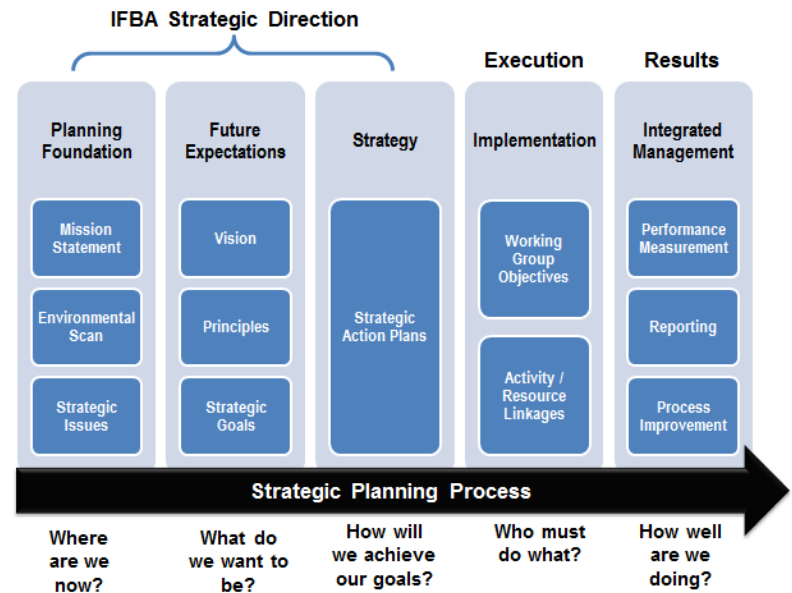 IFBA Strategic Direction
Execution
Results
Planning
Foundation
Mission
Statement
Environmental
Scan
Strategic
Issues
Future
Expectations
Vision
Principles
Strategic
Goals
Strategy
Strategic
Action Plans
Implementation
Working
Group
Objectives
Activity /
Resource
Linkages
Integrated
Management
Performance
Measurement
Reporting
Process
Improvement
Strategic Planning Process
Where
are we
now?
What do
we want to
be?
How will
we achieve
our goals?
Who must
do what?
How well
are we
doing?